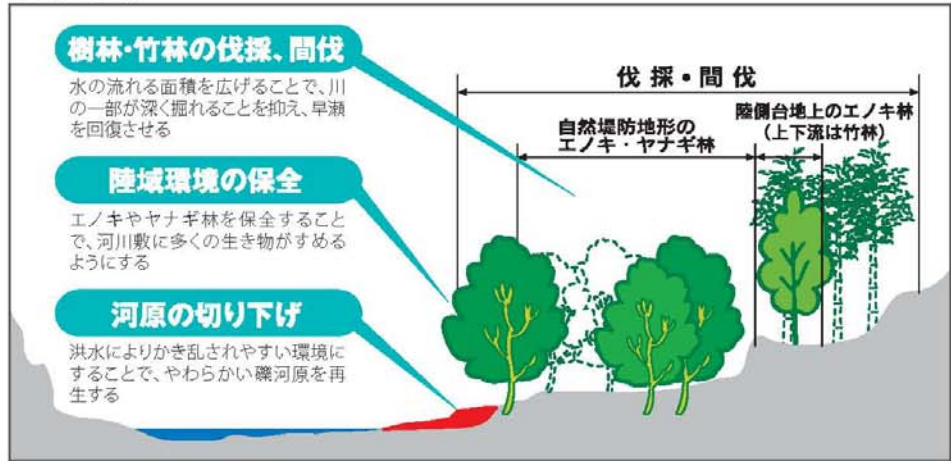 樹林・竹林の伐採、間伐
水の流れる面積を広げることで、川
の一部が深く掘れることを抑え、早瀬
を回復させる
陸域環境の保全
エノキやヤナギ林を保全すること
で、河川敷に多くの生き物がすめる
ようにする
河原の切り下げ
洪水によりかき乱されやすい環境に
することで、やわらかい礫河原を再
生する
伐採・間伐
自然堤防地形の
エノキ・ヤナギ林
陸側台地上のエノキ林
(上下流は竹林)